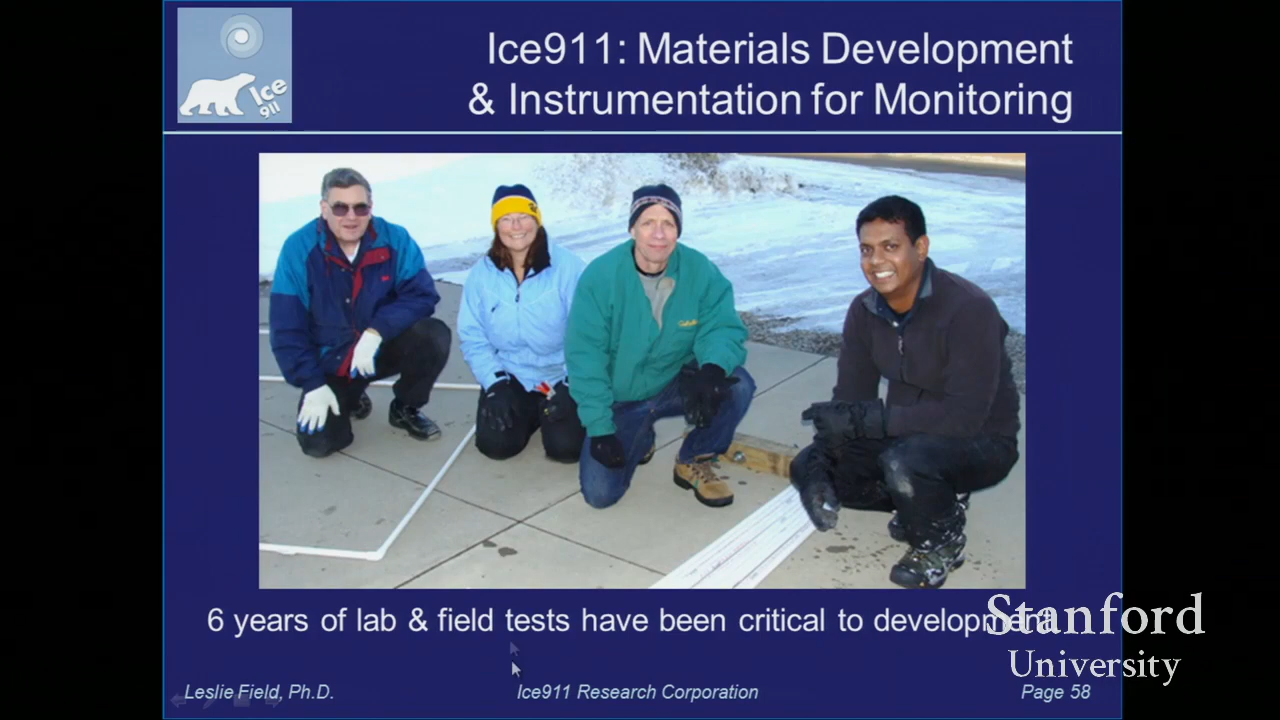 Ice
911
Ice911: Materials Development
& Instrumentation for Monitoring
6 years of lab & field tests have been critical to development
Stanford
University
Leslie Field, Ph.D.
Ice911 Research Corporation
Page 58